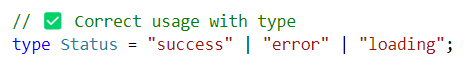 // ✅ Correct usage with type
type Status = "success" | "error" | "loading";